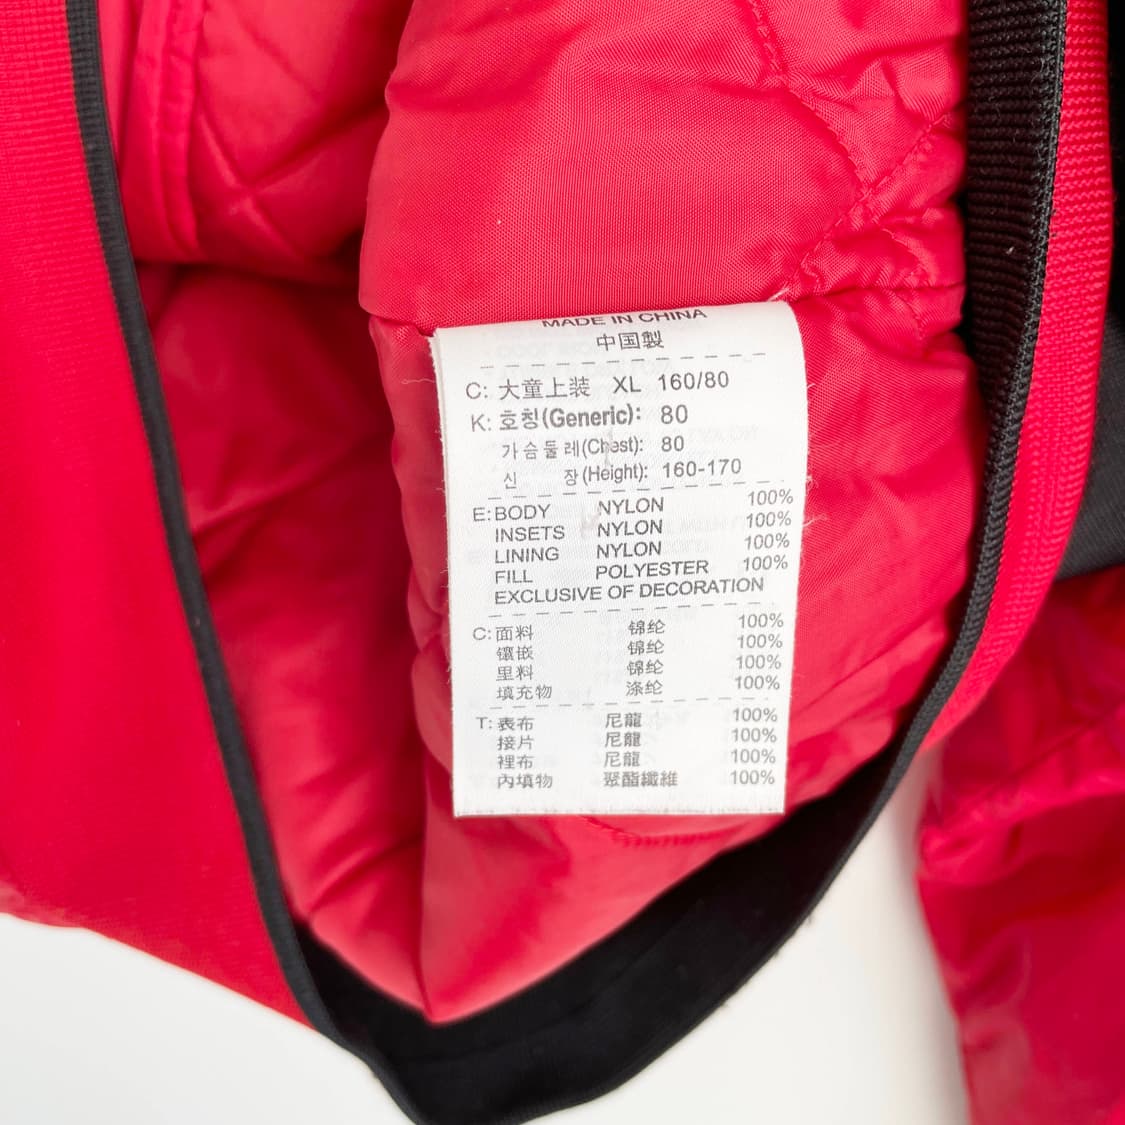 MADE IN CHINA
中国製
C: 大童上装 XL 160/80
K: 호칭(Generic): 80
가슴둘레(Chest): 80
신 장(Height): 160-170
E: BODY NYLON 100%
INSETS NYLON 100%
LINING NYLON 100%
FILL POLYESTER 100%
EXCLUSIVE OF DECORATION
C: 面料 锦纶 100%
镶嵌 锦纶 100%
里料 锦纶 100%
填充物 涤纶 100%
T: 表布 尼龍 100%
接片 尼龍 100%
裡布 尼龍 100%
內填物 聚酯纖維 100%